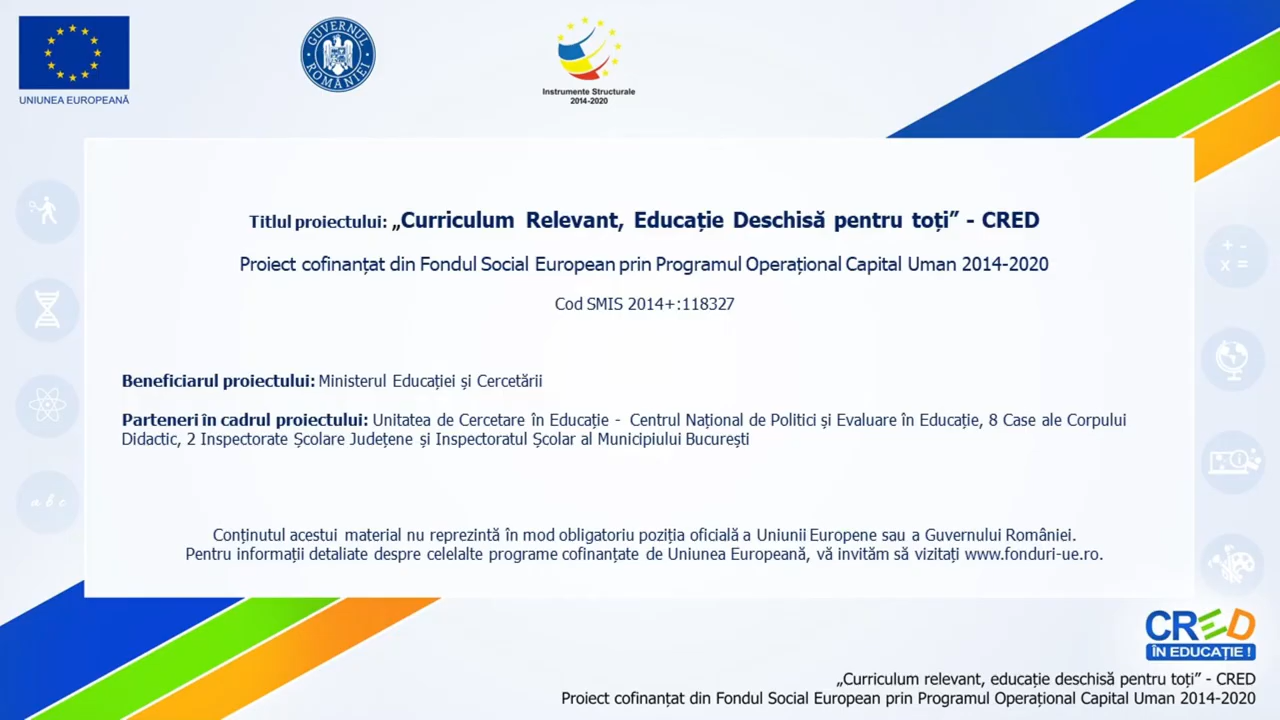 UNIUNEA EUROPEANĂ
GUVERNUL ROMÂNIEI
Instrumente Structurale
2014-2020
Titlul proiectului: „Curriculum Relevant, Educație Deschisă pentru toți” - CRED
Proiect cofinanțat din Fondul Social European prin Programul Operațional Capital Uman 2014-2020
Cod SMIS 2014+:118327
+ -
x =
Beneficiarul proiectului: Ministerul Educației și Cercetării
Parteneri în cadrul proiectului: Unitatea de Cercetare în Educație - Centrul Național de Politici și Evaluare în Educație, 8 Case ale Corpului
Didactic, 2 Inspectorate Școlare Județene și Inspectoratul Școlar al Municipiului București
a b c
Conținutul acestui material nu reprezintă în mod obligatoriu poziția oficială a Uniunii Europene sau a Guvernului României.
Pentru informații detaliate despre celelalte programe cofinanțate de Uniunea Europeană, vă invităm să vizitați www.fonduri-ue.ro.
CRED
ÎN EDUCAȚIE !
„Curriculum relevant, educație deschisă pentru toți” - CRED
Proiect cofinanțat din Fondul Social European prin Programul Operațional Capital Uman 2014-2020